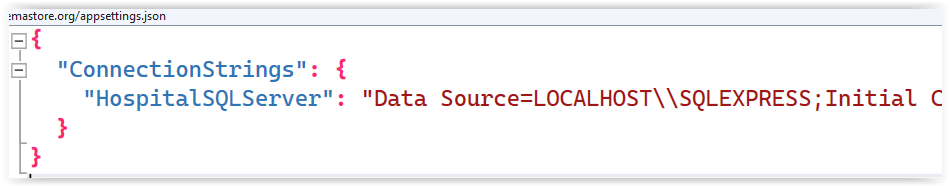 emastore.org/appsettings.json
{
"ConnectionStrings": {
"HospitalSQLServer": "Data Source=LOCALHOST\\SQLEXPRESS;Initial C
}
}